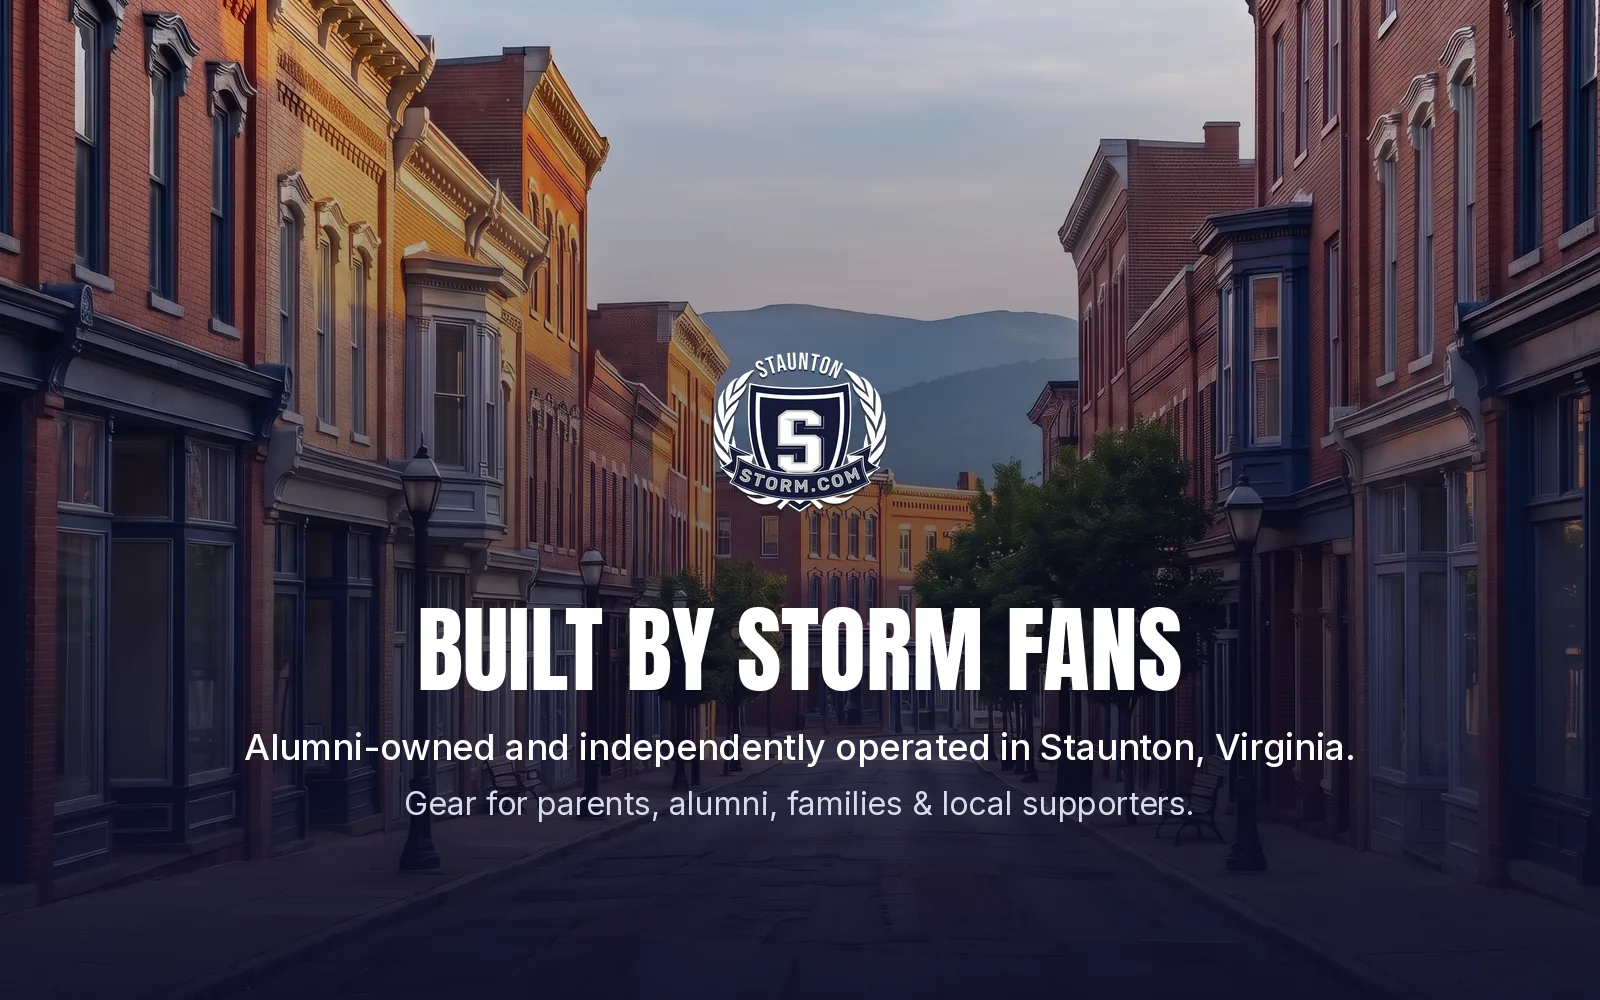 STAUNTON
S
STORM.COM
BUILT BY STORM FANS
Alumni-owned and independently operated in Staunton, Virginia.
Gear for parents, alumni, families & local supporters.